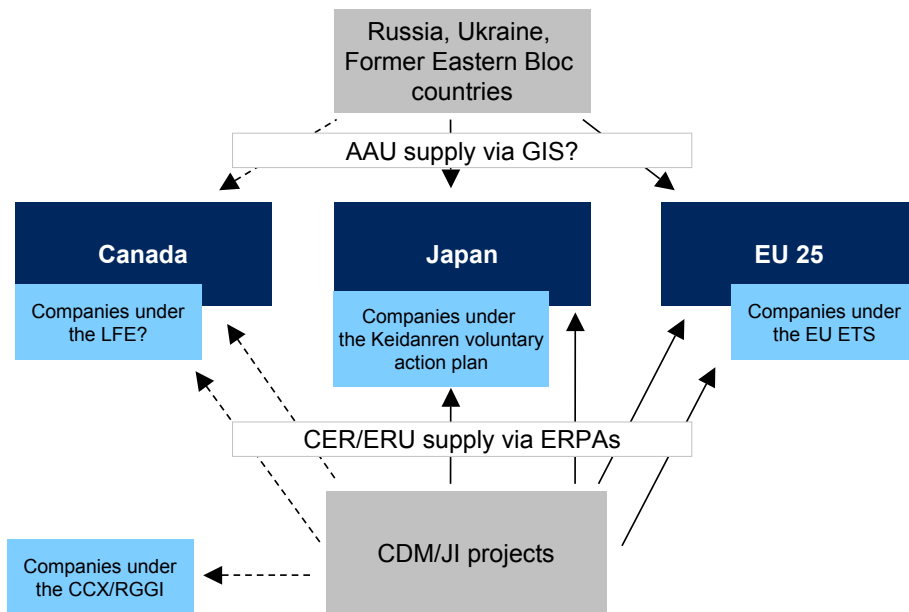 Russia, Ukraine,
Former Eastern Bloc
countries
AAU supply via GIS?
Canada
Japan
EU 25
Companies under
the LFE?
Companies under
the Keidanren voluntary
action plan
Companies under
the EU ETS
CER/ERU supply via ERPAs
CDM/JI projects
Companies under
the CCX/RGGI